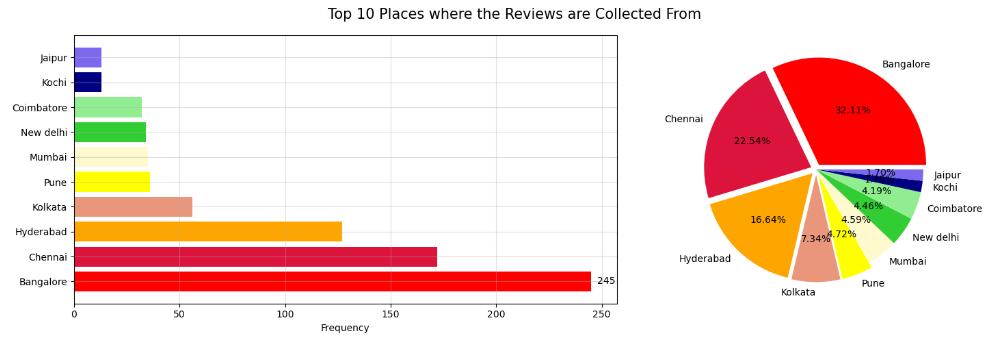 Top 10 Places where the Reviews are Collected From
Jaipur
Kochi
Coimbatore
New delhi
Mumbai
Pune
Kolkata
Hyderabad
Chennai
Bangalore
245
0 50 100 150 200 250
Frequency
Bangalore
32.11%
Chennai
22.54%
Hyderabad
16.64%
Kolkata
7.34%
Pune
4.72%
Mumbai
4.59%
New delhi
4.46%
Coimbatore
4.19%
Kochi
Jaipur
1.70%